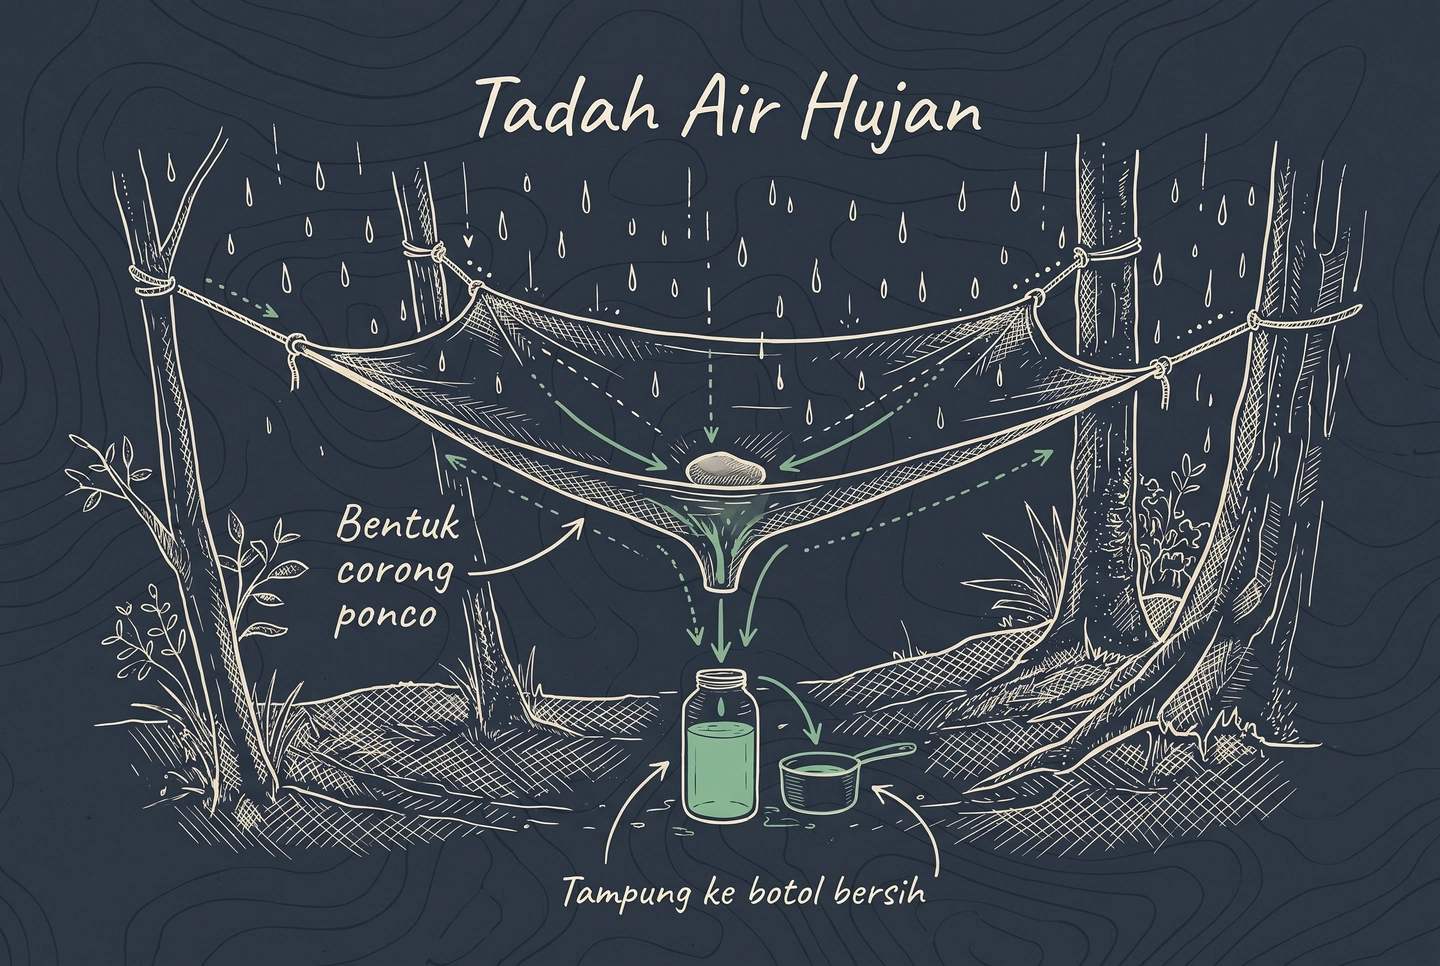 Tadah Air Hujan
Bentuk
corong
ponco
Tampung ke botol bersih